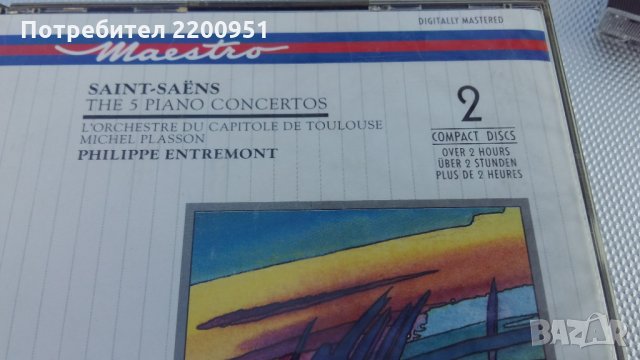 Потребител 2200951
DIGITALLY MASTERED
Maestro
SAINT-SAËNS
THE 5 PIANO CONCERTOS
L'ORCHESTRE DU CAPITOLE DE TOULOUSE
MICHEL PLASSON
PHILIPPE ENTREMONT
2
COMPACT DISCS
OVER 2 HOURS
ÜBER 2 STUNDEN
PLUS DE 2 HEURES
BAZAR